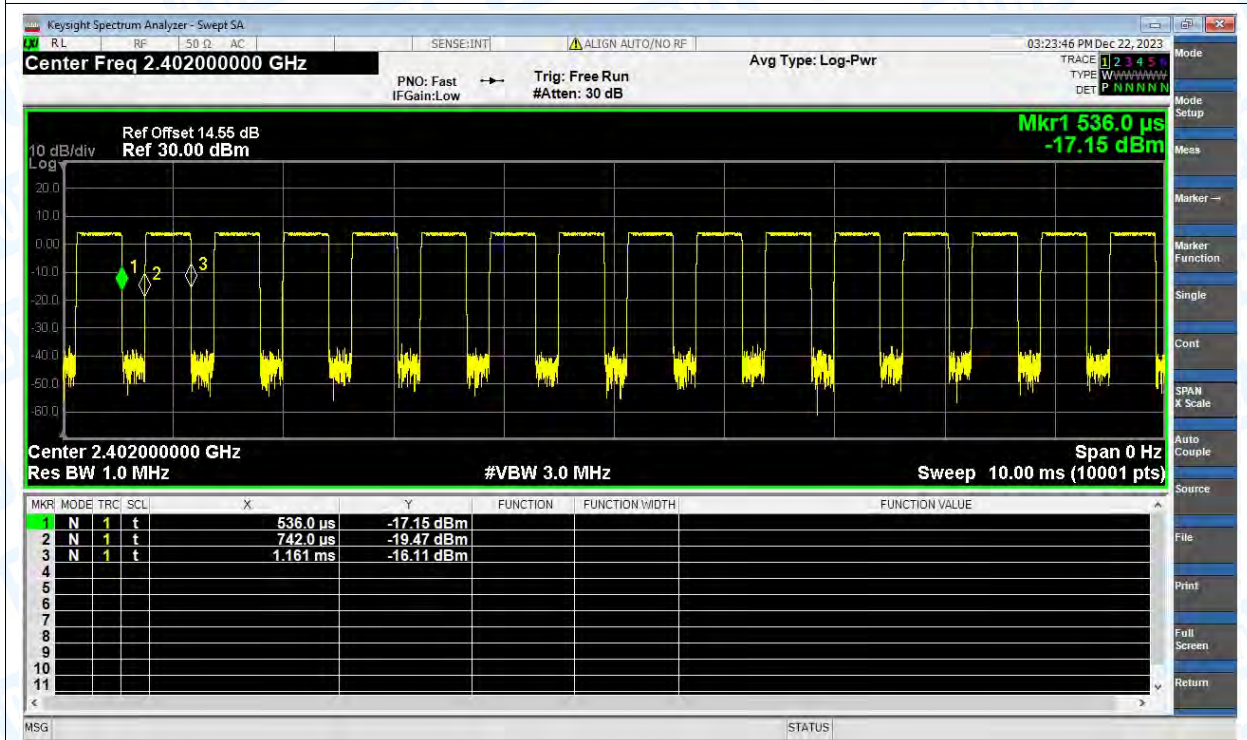 Keysight Spectrum Analyzer - Swept SA
LXI RL RF 50 Ω AC SENSE:INT ALIGN AUTO/NO RF 03:23:46 PM Dec 22, 2023
Center Freq 2.402000000 GHz
PNO: Fast
IFGain:Low
Trig: Free Run
#Atten: 30 dB
Avg Type: Log-Pwr
TRACE 1 2 3 4 5 6
TYPE WWWWWW
DET P N N N N N
Ref Offset 14.55 dB
10 dB/div Ref 30.00 dBm
Log
Mkr1 536.0 µs
-17.15 dBm
20.0
10.0
0.00
-10.0
-20.0
-30.0
-40.0
-50.0
-60.0
1 2 3
Center 2.402000000 GHz Span 0 Hz
Res BW 1.0 MHz #VBW 3.0 MHz Sweep 10.00 ms (10001 pts)
MKR MODE TRC SCL X Y FUNCTION FUNCTION WIDTH FUNCTION VALUE
1 N 1 t 536.0 µs -17.15 dBm
2 N 1 t 742.0 µs -19.47 dBm
3 N 1 t 1.161 ms -16.11 dBm
4
5
6
7
8
9
10
11
MSG STATUS
Mode
Mode
Setup
Meas
Marker →
Marker
Function
Single
Cont
SPAN
X Scale
Auto
Couple
Source
File
Print
Full
Screen
Return